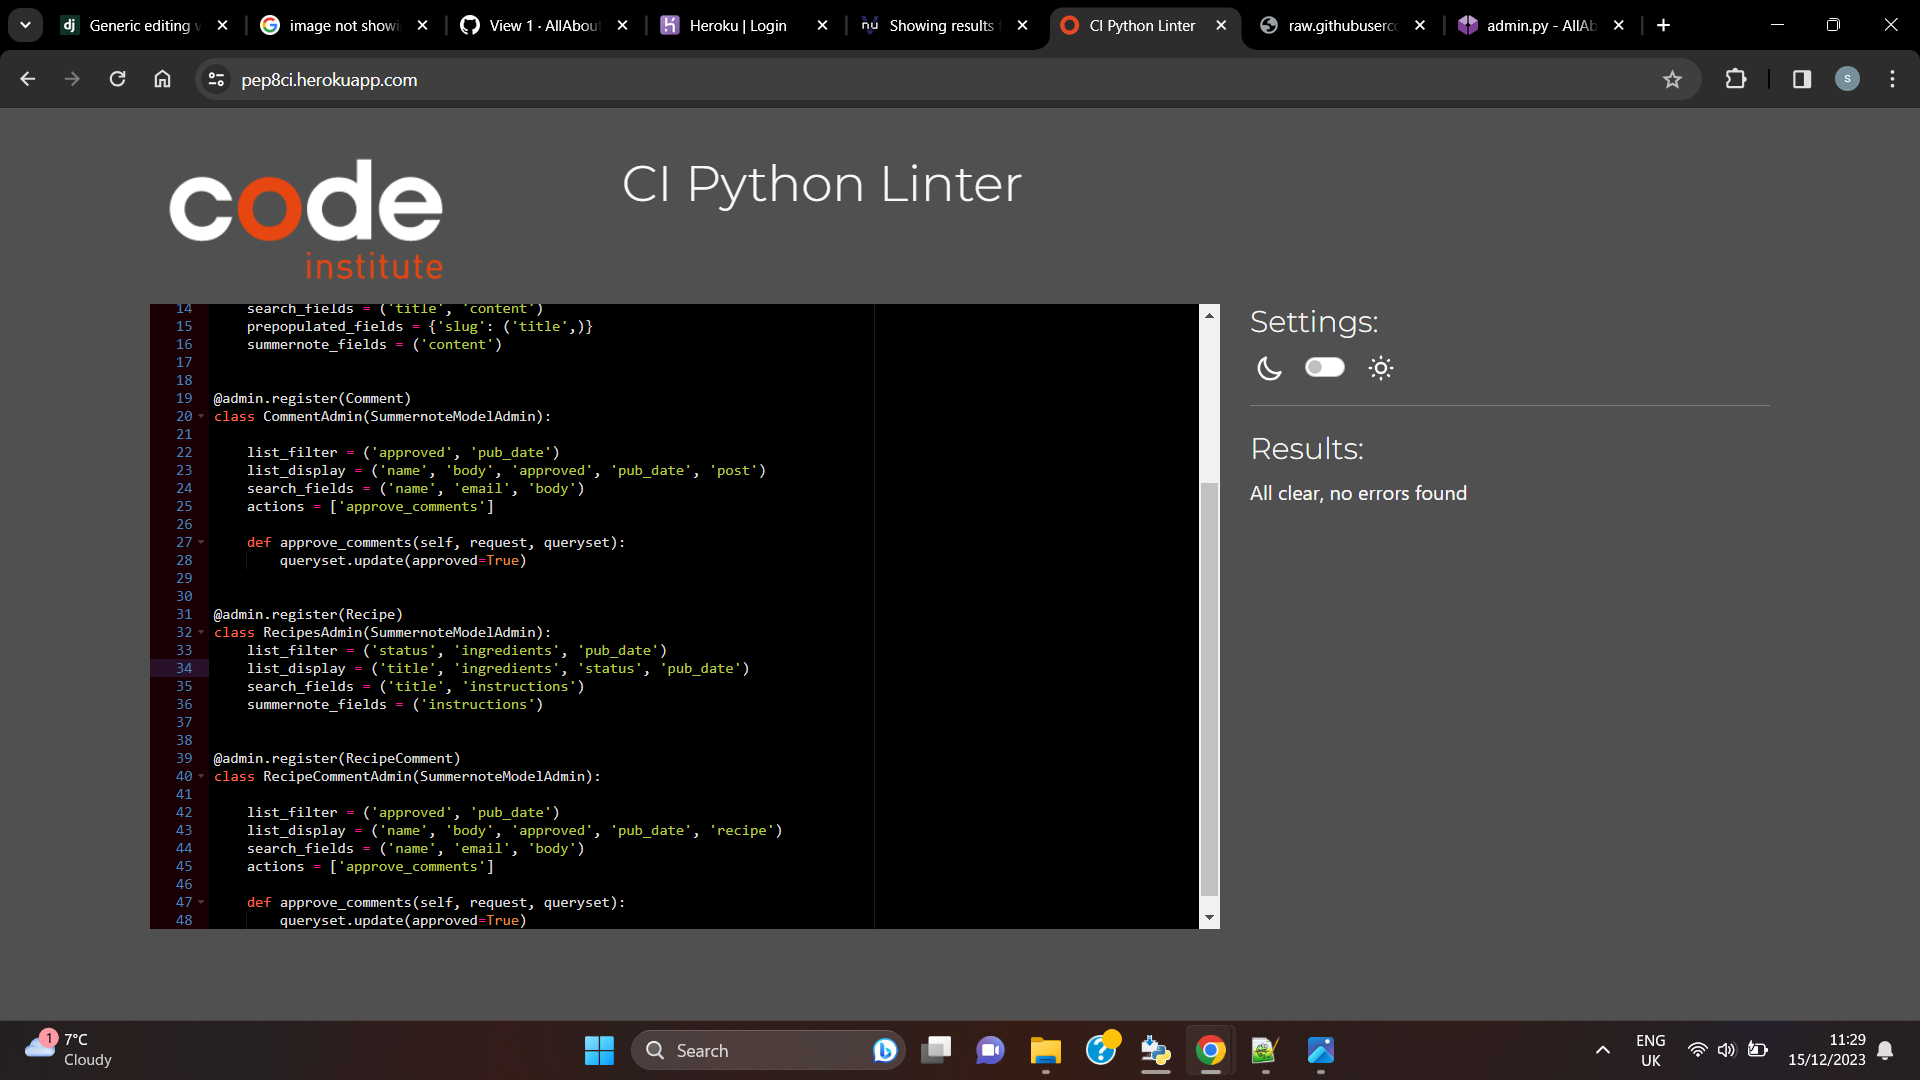 Generic editing v
image not showi
View 1 · AllAbou
Heroku | Login
nu
Showing results
CI Python Linter
raw.githubuserco
admin.py - AllAb
pep8ci.herokuapp.com
S
code
institute
CI Python Linter
14 search_fields = ('title', 'content')
15 prepopulated_fields = {'slug': ('title',)}
16 summernote_fields = ('content')
17
18
19 @admin.register(Comment)
20 class CommentAdmin(SummernoteModelAdmin):
21
22 list_filter = ('approved', 'pub_date')
23 list_display = ('name', 'body', 'approved', 'pub_date', 'post')
24 search_fields = ('name', 'email', 'body')
25 actions = ['approve_comments']
26
27 def approve_comments(self, request, queryset):
28 queryset.update(approved=True)
29
30
31 @admin.register(Recipe)
32 class RecipesAdmin(SummernoteModelAdmin):
33 list_filter = ('status', 'ingredients', 'pub_date')
34 list_display = ('title', 'ingredients', 'status', 'pub_date')
35 search_fields = ('title', 'instructions')
36 summernote_fields = ('instructions')
37
38
39 @admin.register(RecipeComment)
40 class RecipeCommentAdmin(SummernoteModelAdmin):
41
42 list_filter = ('approved', 'pub_date')
43 list_display = ('name', 'body', 'approved', 'pub_date', 'recipe')
44 search_fields = ('name', 'email', 'body')
45 actions = ['approve_comments']
46
47 def approve_comments(self, request, queryset):
48 queryset.update(approved=True)
Settings:
Results:
All clear, no errors found
1
7°C
Cloudy
Search
ENG
UK
11:29
15/12/2023